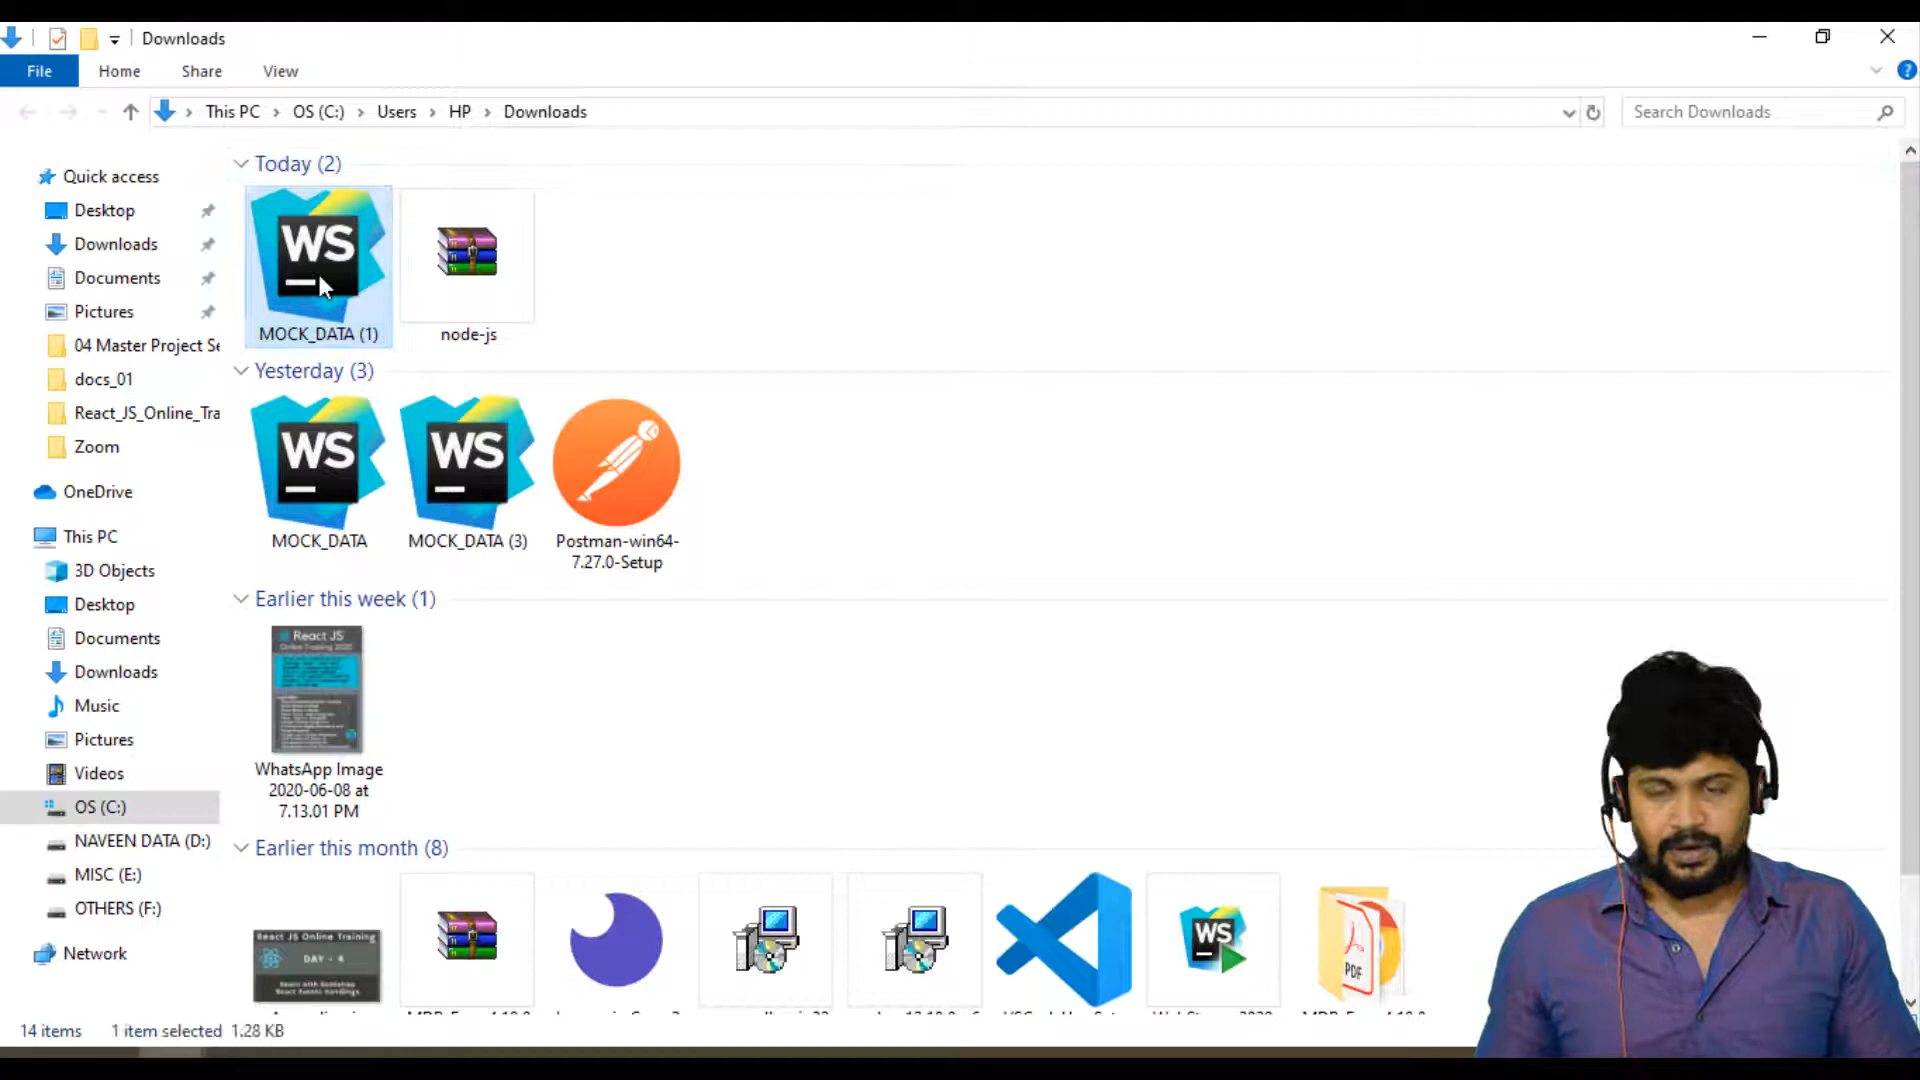 Downloads
File Home Share View
This PC OS (C:) Users HP Downloads
Search Downloads
Quick access
Desktop
Downloads
Documents
Pictures
04 Master Project Se
docs_01
React_JS_Online_Tra
Zoom
OneDrive
This PC
3D Objects
Desktop
Documents
Downloads
Music
Pictures
Videos
OS (C:)
NAVEEN DATA (D:)
MISC (E:)
OTHERS (F:)
Network
Today (2)
WS
MOCK_DATA (1) node-js
Yesterday (3)
WS WS
MOCK_DATA MOCK_DATA (3) Postman-win64-
7.27.0-Setup
Earlier this week (1)
React JS
Online Training 2020
WhatsApp Image
2020-06-08 at
7.13.01 PM
Earlier this month (8)
React JS Online Training
DAY - 4
WS
PDF
14 items 1 item selected 1.28 KB